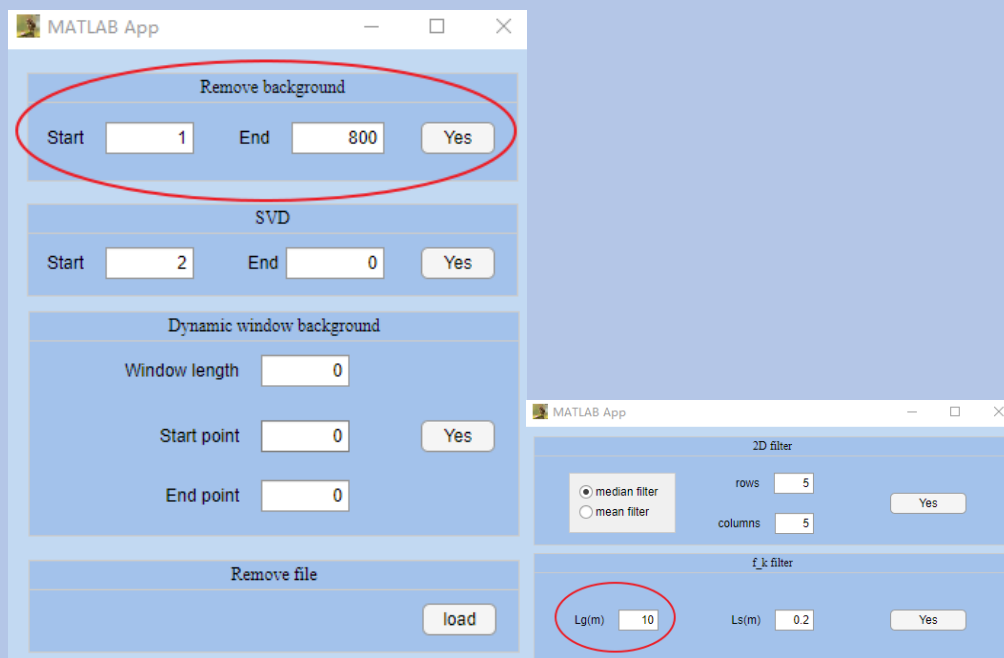 MATLAB App
Remove background
Start 1 End 800 Yes
SVD
Start 2 End 0 Yes
Dynamic window background
Window length 0
Start point 0 Yes
End point 0
Remove file
load
MATLAB App
2D filter
median filter
mean filter
rows 5
columns 5
Yes
f_k filter
Lg(m) 10 Ls(m) 0.2 Yes